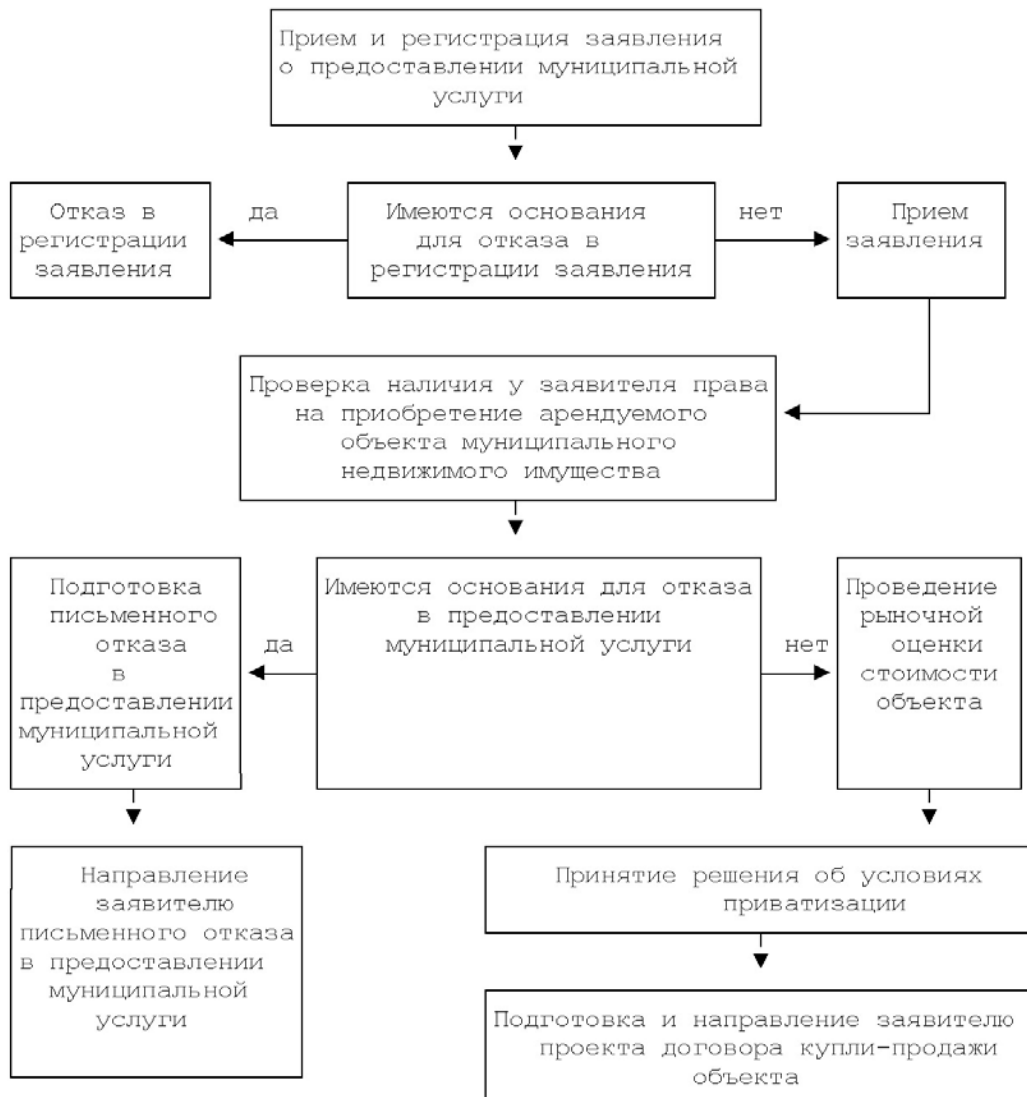 Прием и регистрация заявления
о предоставлении муниципальной
услуги
Отказ в
регистрации
заявления
да
Имеются основания
для отказа в
регистрации заявления
нет
Прием
заявления
Проверка наличия у заявителя права
на приобретение арендуемого
объекта муниципального
недвижимого имущества
Подготовка
письменного
отказа
в
предоставлении
муниципальной
услуги
да
Имеются основания для отказа
в предоставлении
муниципальной услуги
нет
Проведение
рыночной
оценки
стоимости
объекта
Направление
заявителю
письменного отказа
в предоставлении
муниципальной
услуги
Принятие решения об условиях
приватизации
Подготовка и направление заявителю
проекта договора купли-продажи
объекта